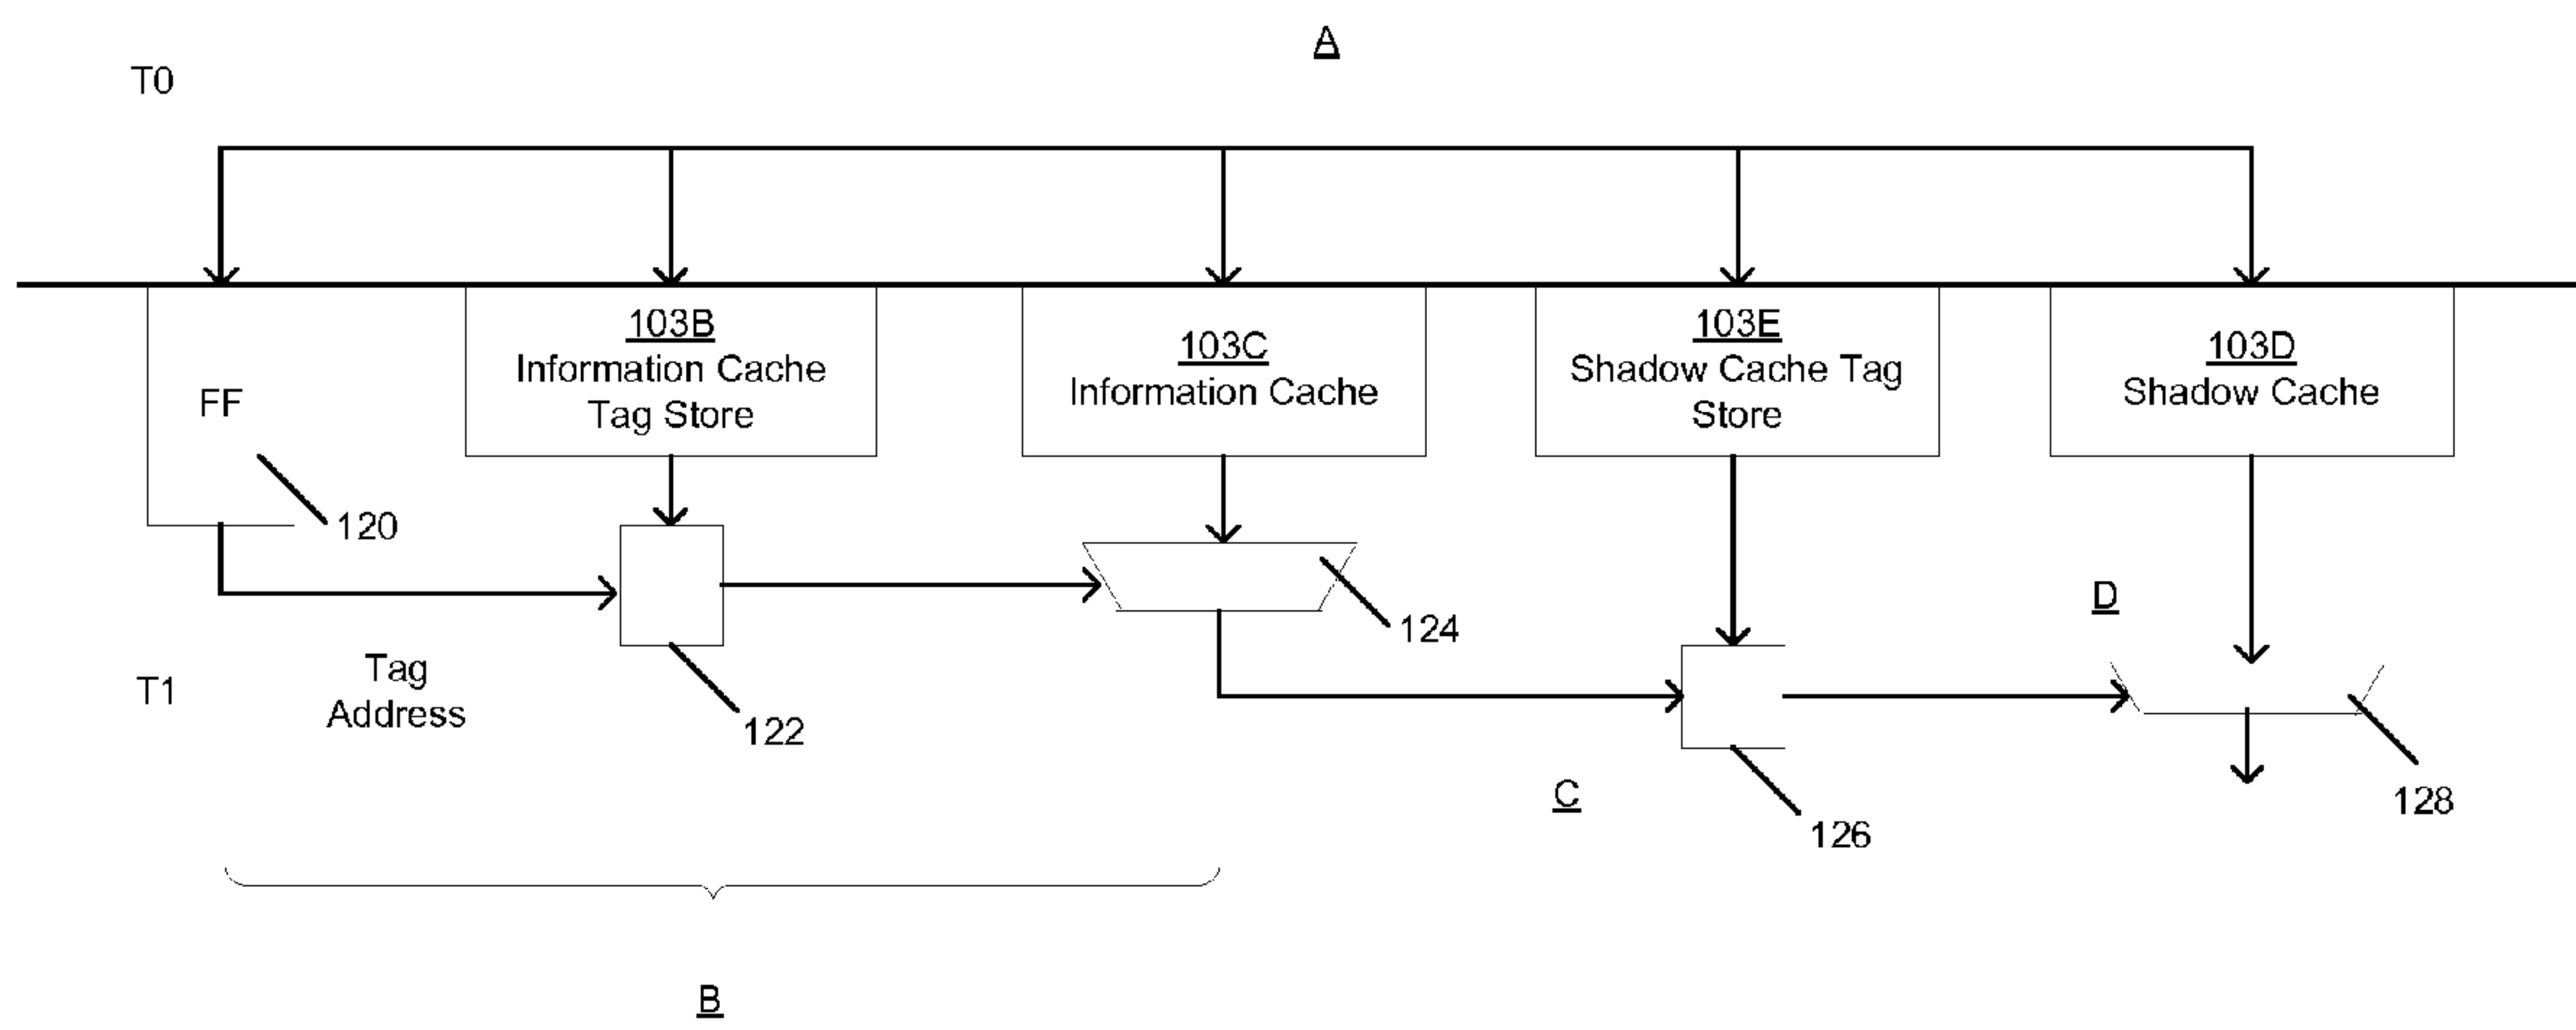 A
T0
103B
Information Cache
Tag Store
103C
Information Cache
103E
Shadow Cache Tag
Store
103D
Shadow Cache
FF
120
D
124
Tag
Address
T1
122
C
126
128
B